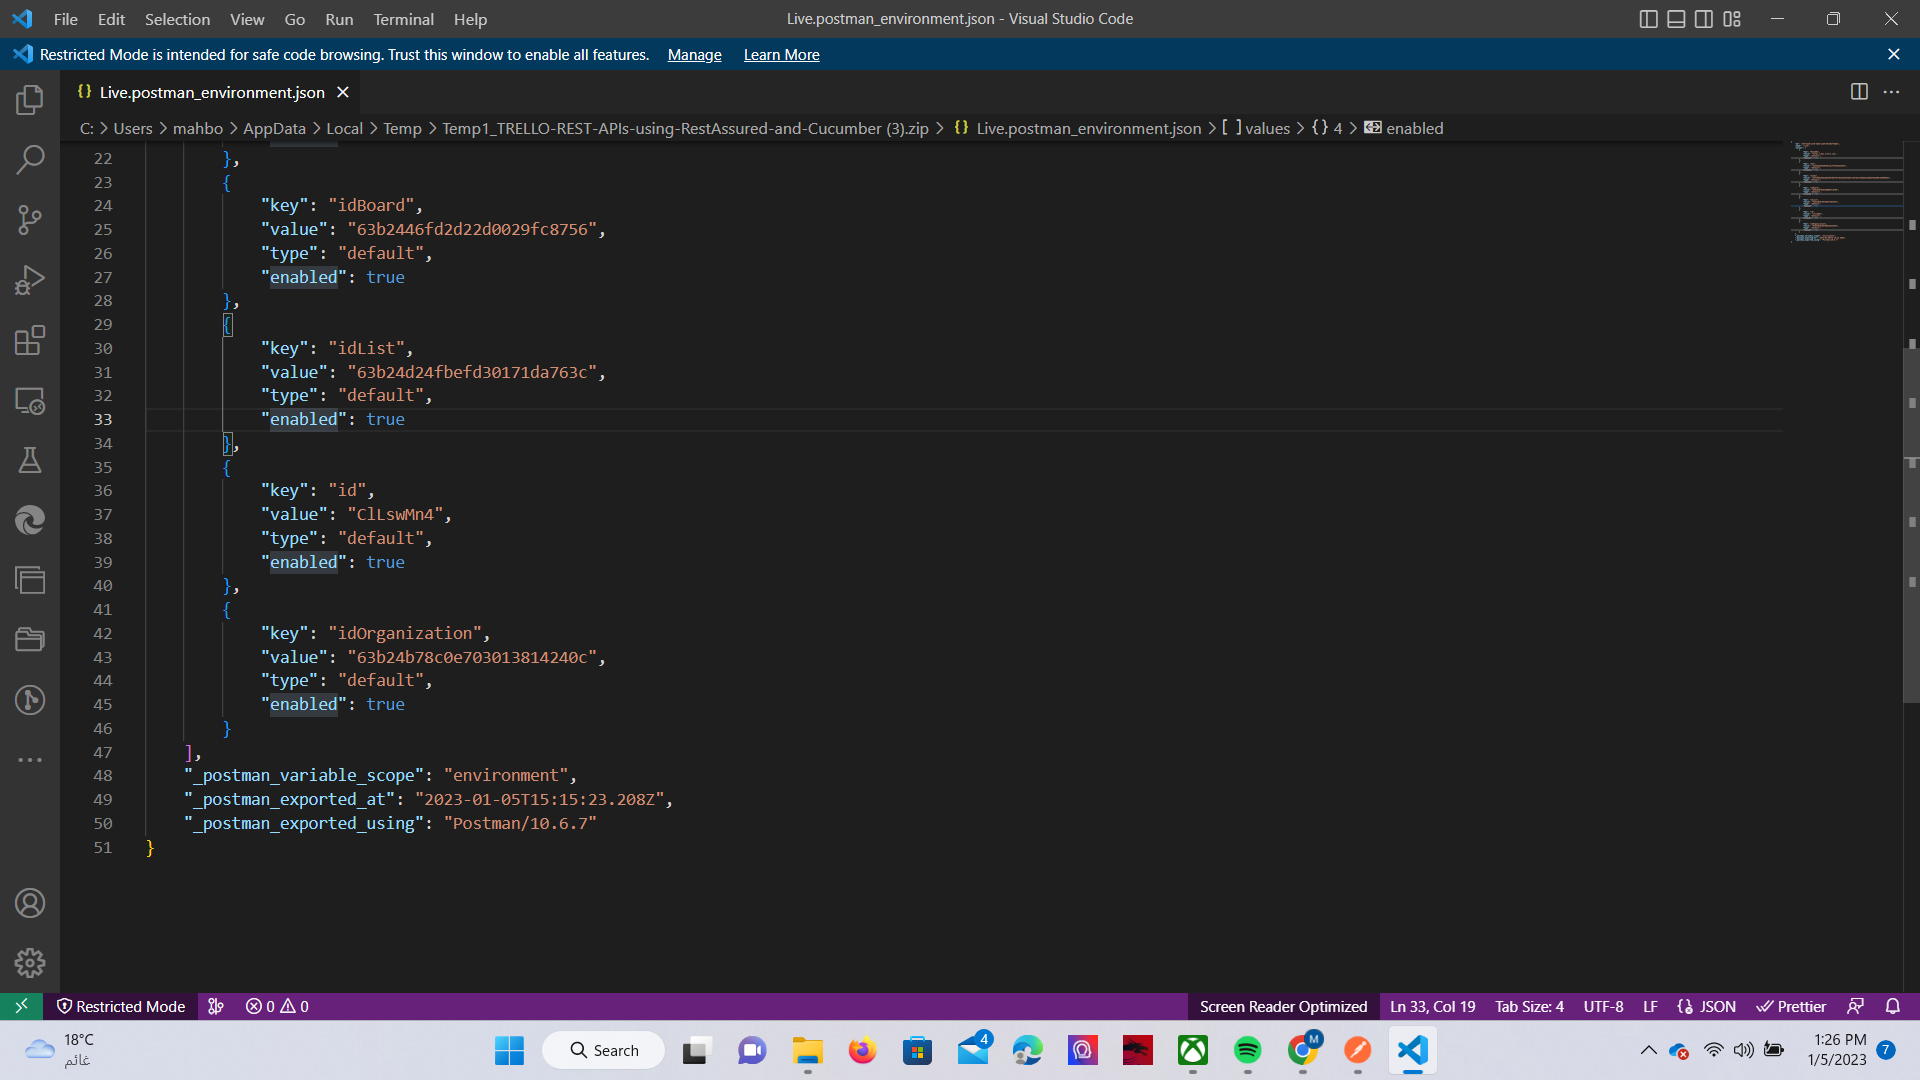 File Edit Selection View Go Run Terminal Help
Live.postman_environment.json - Visual Studio Code
Restricted Mode is intended for safe code browsing. Trust this window to enable all features. Manage Learn More
Live.postman_environment.json
C: > Users > mahbo > AppData > Local > Temp > Temp1_TRELLO-REST-APIs-using-RestAssured-and-Cucumber (3).zip > {} Live.postman_environment.json > [ ] values > {} 4 > enabled
22 },
23 {
24 "key": "idBoard",
25 "value": "63b2446fd2d22d0029fc8756",
26 "type": "default",
27 "enabled": true
28 },
29 {
30 "key": "idList",
31 "value": "63b24d24fbefd30171da763c",
32 "type": "default",
33 "enabled": true
34 },
35 {
36 "key": "id",
37 "value": "ClLswMn4",
38 "type": "default",
39 "enabled": true
40 },
41 {
42 "key": "idOrganization",
43 "value": "63b24b78c0e703013814240c",
44 "type": "default",
45 "enabled": true
46 }
47 ],
48 "_postman_variable_scope": "environment",
49 "_postman_exported_at": "2023-01-05T15:15:23.208Z",
50 "_postman_exported_using": "Postman/10.6.7"
51 }
Restricted Mode 0 0 Screen Reader Optimized Ln 33, Col 19 Tab Size: 4 UTF-8 LF {} JSON Prettier
18°C
غائم
Search
4
M
1:26 PM
1/5/2023
7